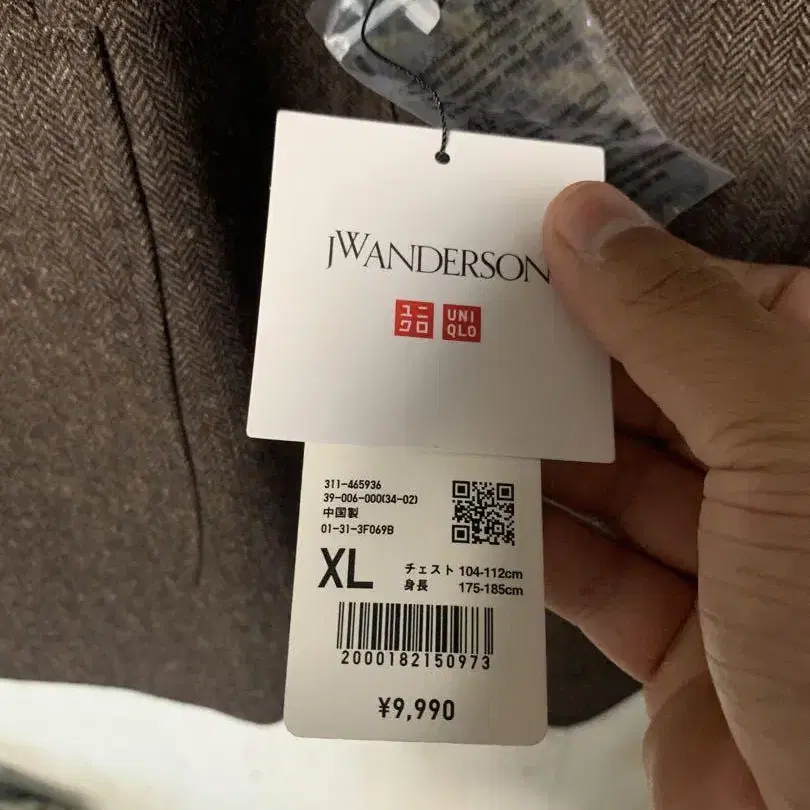 JWANDERSON
ユニ
クロ
UNI
QLO
311-465936
39-006-000(34-02)
中国製
01-31-3F069B
XL
チェスト 104-112cm
身長 175-185cm
2000182150973
¥9,990